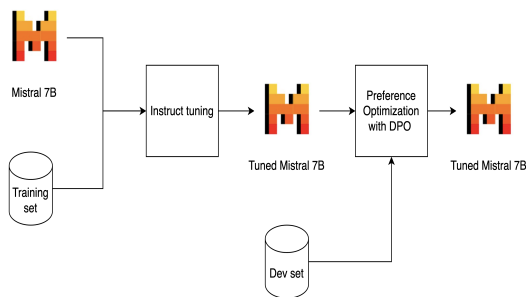 Mistral 7B
Training
set
Instruct tuning
Tuned Mistral 7B
Preference
Optimization
with DPO
Tuned Mistral 7B
Dev set